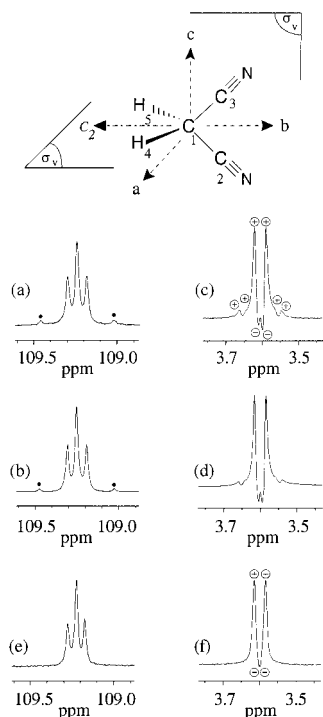 σv
c
N
C
3
H
5
C2
C
1
b
H
4
σv
C
2
N
a
(a)
(c)
+ +
+ + + +
− −
109.5 109.0
ppm
3.7 3.5
ppm
(b)
(d)
109.5 109.0
ppm
3.7 3.5
ppm
(e)
(f)
+ −
− −
109.5 109.0
ppm
3.7 3.5
ppm